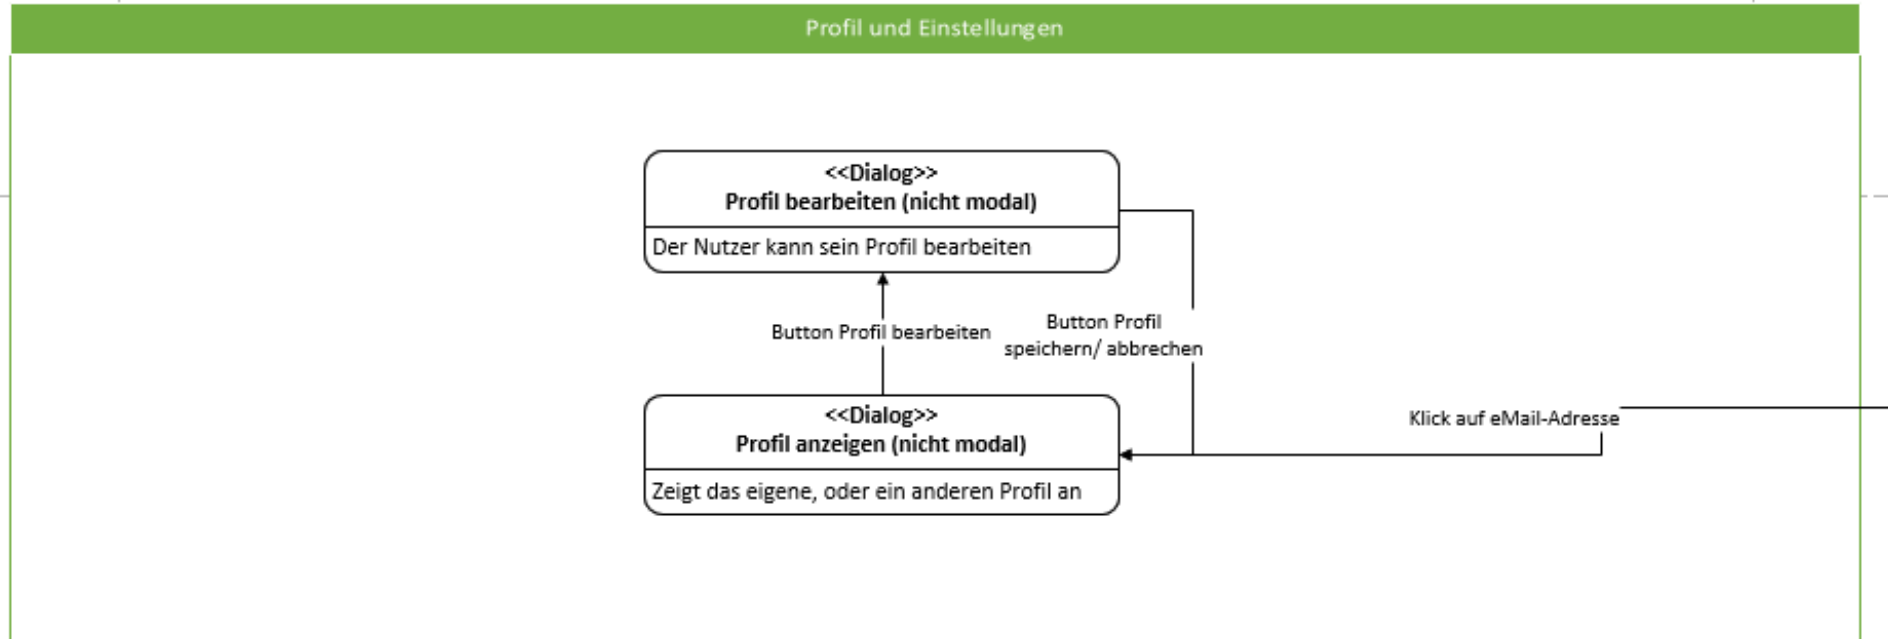 Profil und Einstellungen
<<Dialog>>
Profil bearbeiten (nicht modal)
Der Nutzer kann sein Profil bearbeiten
Button Profil bearbeiten
Button Profil
speichern/ abbrechen
Klick auf eMail-Adresse
<<Dialog>>
Profil anzeigen (nicht modal)
Zeigt das eigene, oder ein anderen Profil an